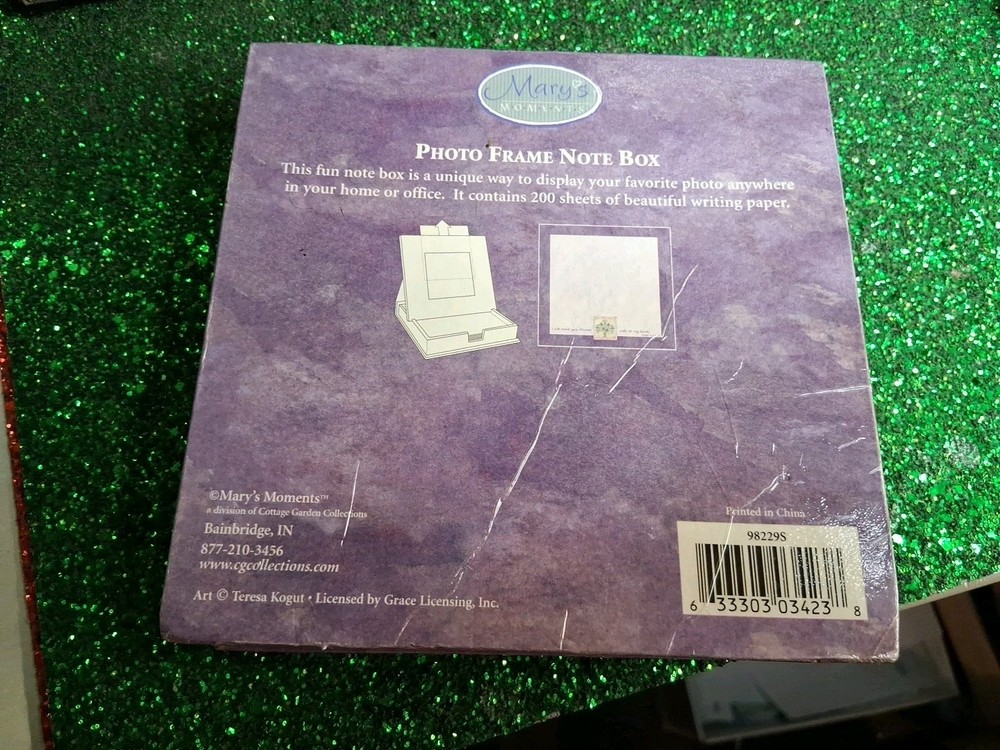 Mary's
MOMENTS
PHOTO FRAME NOTE BOX
This fun note box is a unique way to display your favorite photo anywhere
in your home or office. It contains 200 sheets of beautiful writing paper.
©Mary's Moments™
a division of Cottage Garden Collections
Bainbridge, IN
877-210-3456
www.cgcollections.com
Art © Teresa Kogut • Licensed by Grace Licensing, Inc.
Printed in China
98229S
6 33303 03423 8